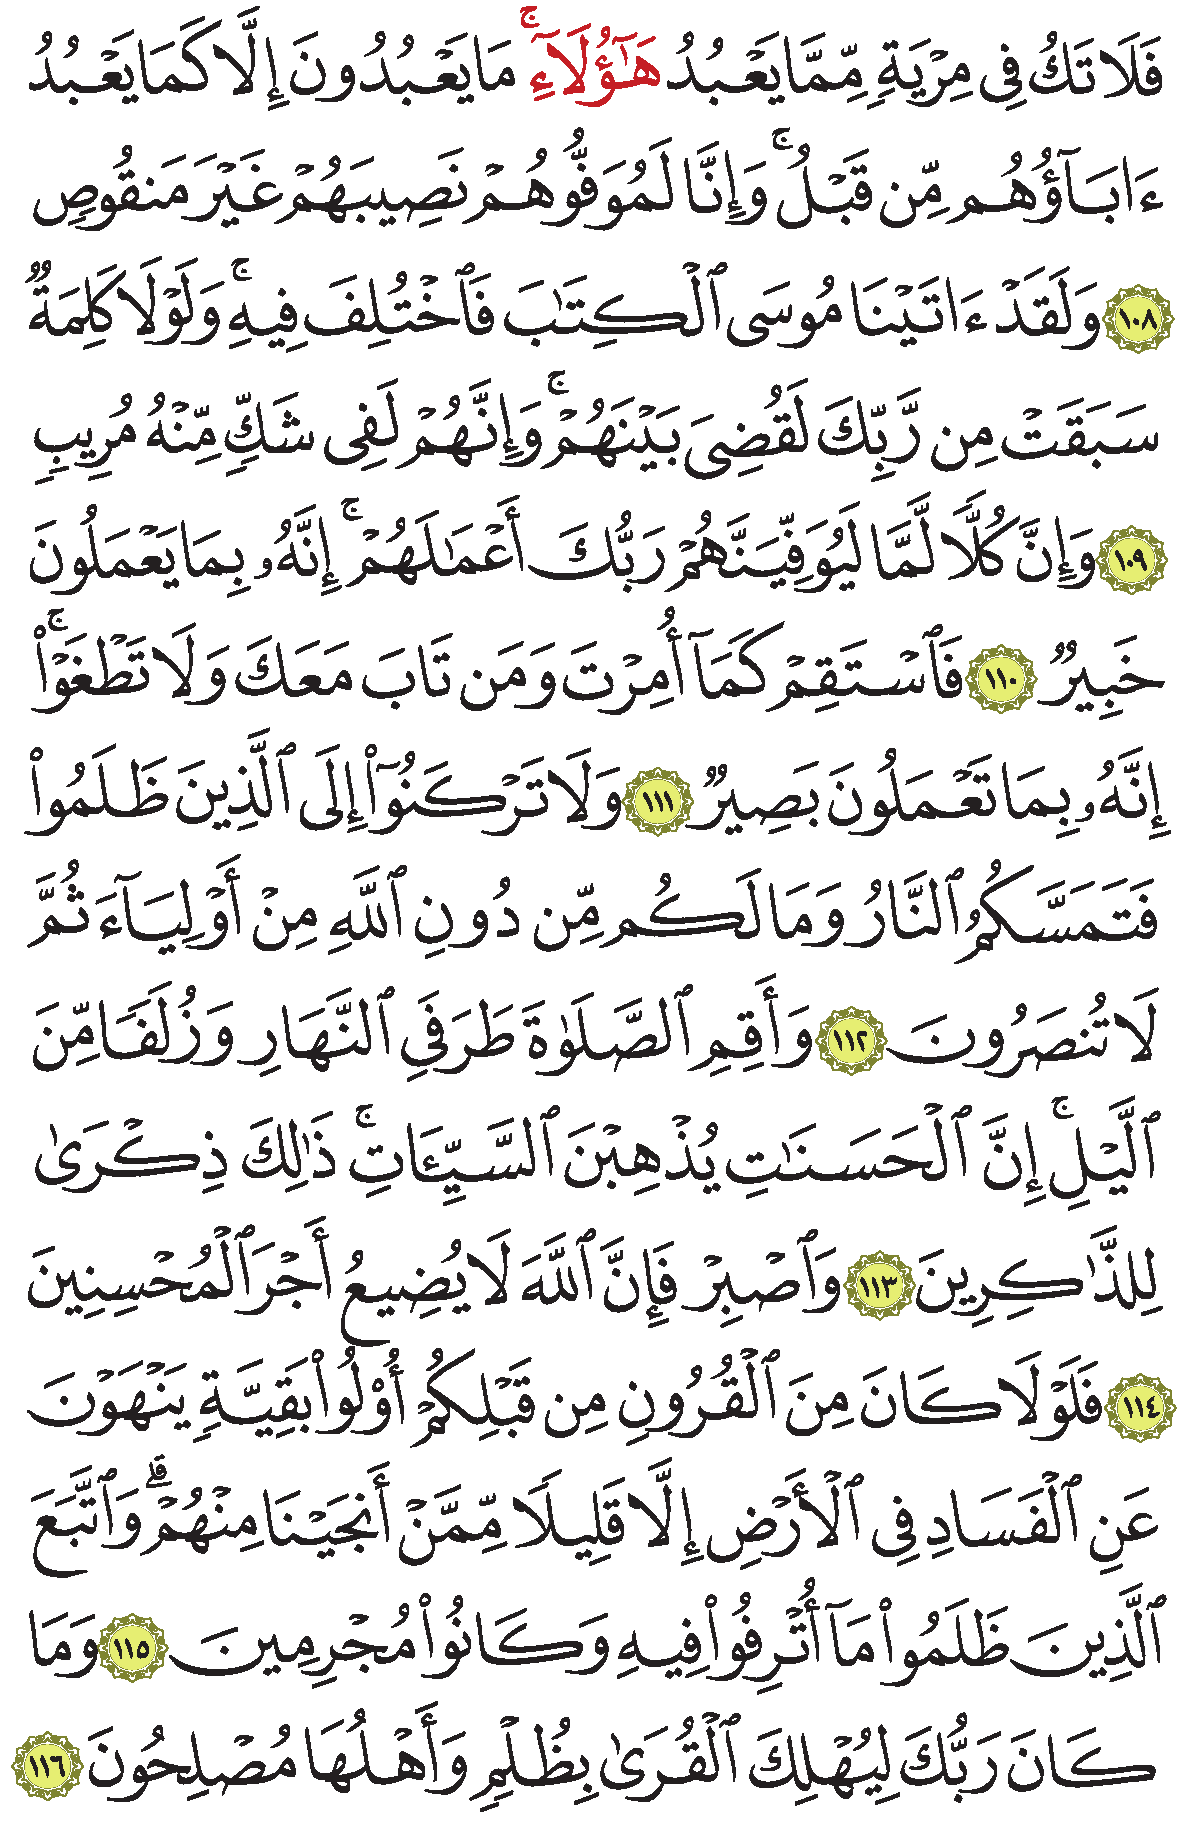 فَلَا تَكُ فِى مِرْيَةٍ مِّمَّا يَعْبُدُ هَٰٓؤُلَآءِ ۚ مَا يَعْبُدُونَ إِلَّا كَمَا يَعْبُدُ
ءَابَآؤُهُم مِّن قَبْلُ ۚ وَإِنَّا لَمُوَفُّوهُمْ نَصِيبَهُمْ غَيْرَ مَنقُوصٍ
١٠٨ وَلَقَدْ ءَاتَيْنَا مُوسَى ٱلْكِتَٰبَ فَٱخْتُلِفَ فِيهِ ۚ وَلَوْلَا كَلِمَةٌ
سَبَقَتْ مِن رَّبِّكَ لَقُضِىَ بَيْنَهُمْ ۚ وَإِنَّهُمْ لَفِى شَكٍّ مِّنْهُ مُرِيبٍ
١٠٩ وَإِنَّ كُلًّا لَّمَّا لَيُوَفِّيَنَّهُمْ رَبُّكَ أَعْمَٰلَهُمْ ۚ إِنَّهُۥ بِمَا يَعْمَلُونَ
خَبِيرٌ ١١٠ فَٱسْتَقِمْ كَمَآ أُمِرْتَ وَمَن تَابَ مَعَكَ وَلَا تَطْغَوْا۟ ۚ
إِنَّهُۥ بِمَا تَعْمَلُونَ بَصِيرٌ ١١١ وَلَا تَرْكَنُوٓا۟ إِلَى ٱلَّذِينَ ظَلَمُوا۟
فَتَمَسَّكُمُ ٱلنَّارُ وَمَا لَكُم مِّن دُونِ ٱللَّهِ مِنْ أَوْلِيَآءَ ثُمَّ
لَا تُنصَرُونَ ١١٢ وَأَقِمِ ٱلصَّلَوٰةَ طَرَفَىِ ٱلنَّهَارِ وَزُلَفًا مِّنَ
ٱلَّيْلِ ۚ إِنَّ ٱلْحَسَنَٰتِ يُذْهِبْنَ ٱلسَّيِّـَٔاتِ ۚ ذَٰلِكَ ذِكْرَىٰ
لِلذَّٰكِرِينَ ١١٣ وَٱصْبِرْ فَإِنَّ ٱللَّهَ لَا يُضِيعُ أَجْرَ ٱلْمُحْسِنِينَ
١١٤ فَلَوْلَا كَانَ مِنَ ٱلْقُرُونِ مِن قَبْلِكُمْ أُو۟لُوا۟ بَقِيَّةٍ يَنْهَوْنَ
عَنِ ٱلْفَسَادِ فِى ٱلْأَرْضِ إِلَّا قَلِيلًا مِّمَّنْ أَنجَيْنَا مِنْهُمْ ۗ وَٱتَّبَعَ
ٱلَّذِينَ ظَلَمُوا۟ مَآ أُتْرِفُوا۟ فِيهِ وَكَانُوا۟ مُجْرِمِينَ ١١٥ وَمَا
كَانَ رَبُّكَ لِيُهْلِكَ ٱلْقُرَىٰ بِظُلْمٍ وَأَهْلُهَا مُصْلِحُونَ ١١٦